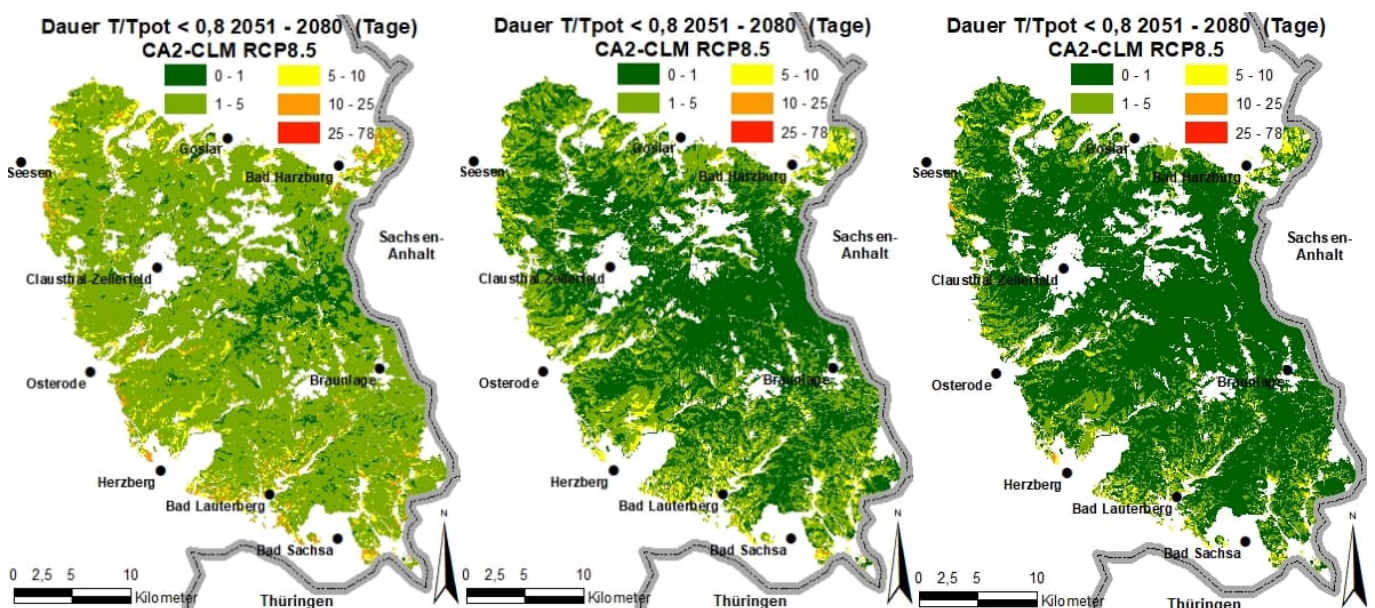 Dauer T/Tpot < 0,8 2051 - 2080 (Tage)
CA2-CLM RCP8.5
0 - 1
5 - 10
1 - 5
10 - 25
25 - 78
Goslar
Seesen
Bad Harzburg
Sachsen-
Anhalt
Clausthal-Zellerfeld
Braunlage
Osterode
Herzberg
Bad Lauterberg
Bad Sachsa
N
0 2,5 5 10
Kilometer
Thüringen
Dauer T/Tpot < 0,8 2051 - 2080 (Tage)
CA2-CLM RCP8.5
0 - 1
5 - 10
1 - 5
10 - 25
25 - 78
Goslar
Seesen
Bad Harzburg
Sachsen-
Anhalt
Clausthal-Zellerfeld
Braunlage
Osterode
Herzberg
Bad Lauterberg
Bad Sachsa
N
0 2,5 5 10
Kilometer
Thüringen
Dauer T/Tpot < 0,8 2051 - 2080 (Tage)
CA2-CLM RCP8.5
0 - 1
5 - 10
1 - 5
10 - 25
25 - 78
Goslar
Seesen
Bad Harzburg
Sachsen-
Anhalt
Clausthal-Zellerfeld
Braunlage
Osterode
Herzberg
Bad Lauterberg
Bad Sachsa
N
0 2,5 5 10
Kilometer
Thüringen